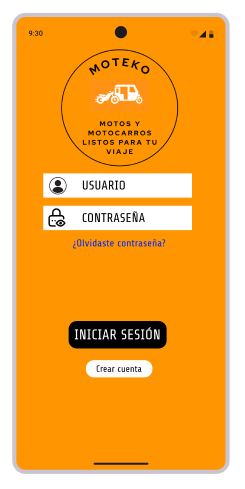 9:30
MOTEKO
MOTOS Y
MOTOCARROS
LISTOS PARA TU
VIAJE
USUARIO
CONTRASEÑA
¿Olvidaste contraseña?
INICIAR SESIÓN
Crear cuenta